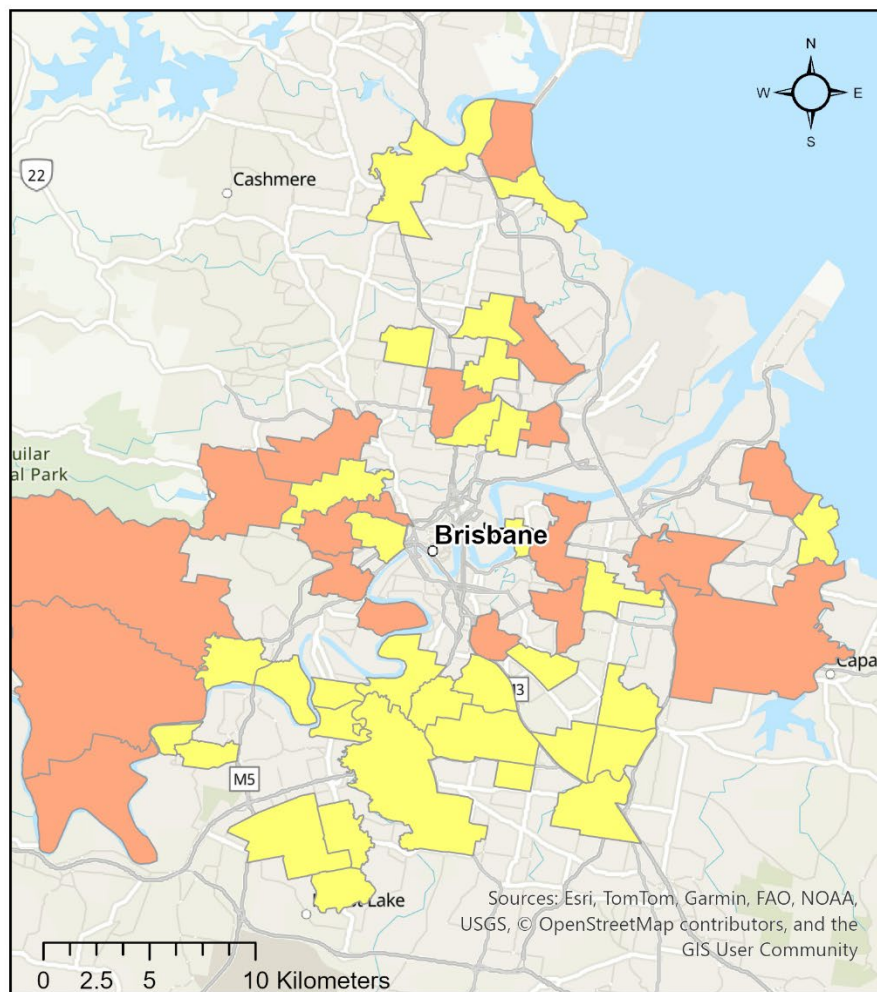 N
W E
S
22
Cashmere
uilar
al Park
Brisbane
Capa
M5
Lake
Sources: Esri, TomTom, Garmin, FAO, NOAA,
USGS, © OpenStreetMap contributors, and the
GIS User Community
0 2.5 5 10 Kilometers